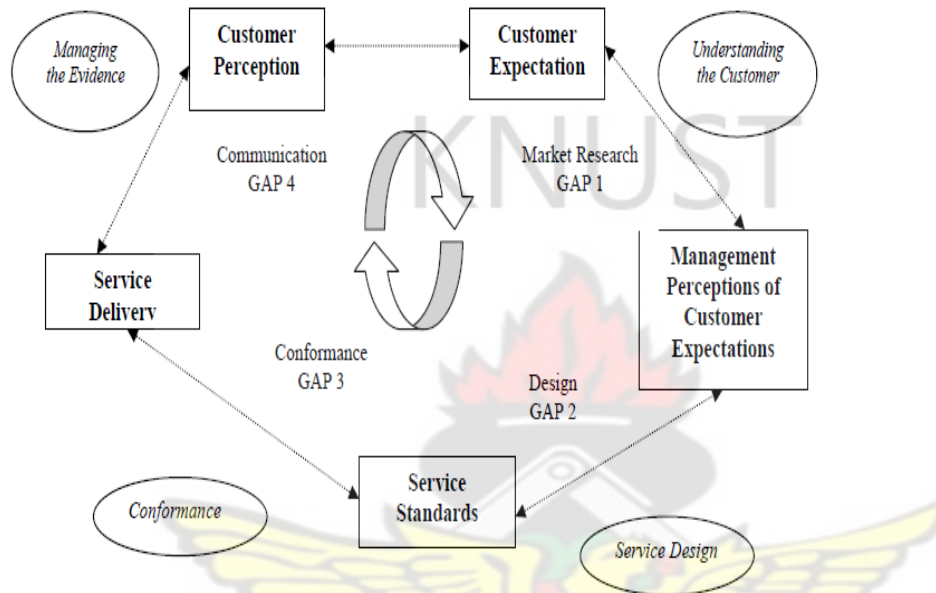 Managing
the Evidence
Customer
Perception
Customer
Expectation
Understanding
the Customer
KNUST
Communication
GAP 4
Market Research
GAP 1
Service
Delivery
Management
Perceptions of
Customer
Expectations
Conformance
GAP 3
Design
GAP 2
Service
Standards
Conformance
Service Design